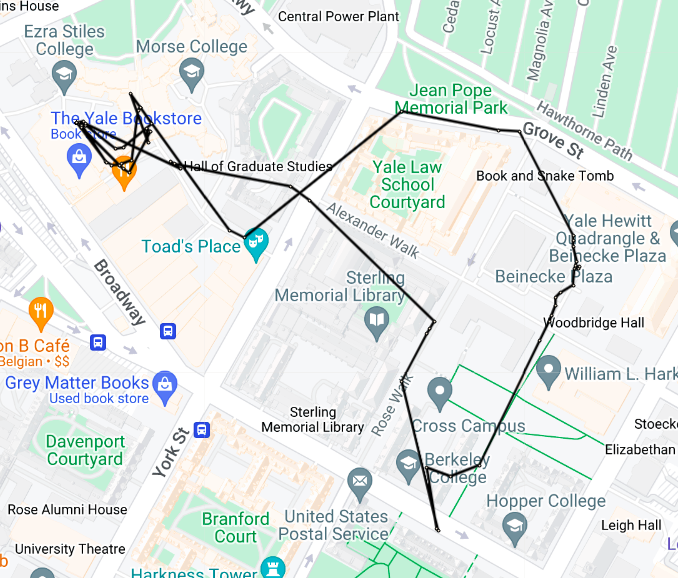 ins House
Central Power Plant
wy
Ceda
Locust A
Magnolia Av
Linden Ave
Ezra Stiles
College
Morse College
Jean Pope
Memorial Park
Hawthorne Path
Grove St
The Yale Bookstore
Book store
Hall of Graduate Studies
Yale Law
School
Courtyard
Book and Snake Tomb
Alexander Walk
Yale Hewitt
Quadrangle &
Beinecke Plaza
Beinecke Plaza
Toad's Place
Sterling
Memorial Library
Broadway
Woodbridge Hall
on B Café
Belgian • $$
William L. Hark
Grey Matter Books
Used book store
Rose Walk
Sterling
Memorial Library
Cross Campus
Stoeck
Elizabethan
York St
Davenport
Courtyard
Berkeley
College
Hopper College
Rose Alumni House
Branford
Court
United States
Postal Service
Leigh Hall
University Theatre
L
b
Harkness Tower